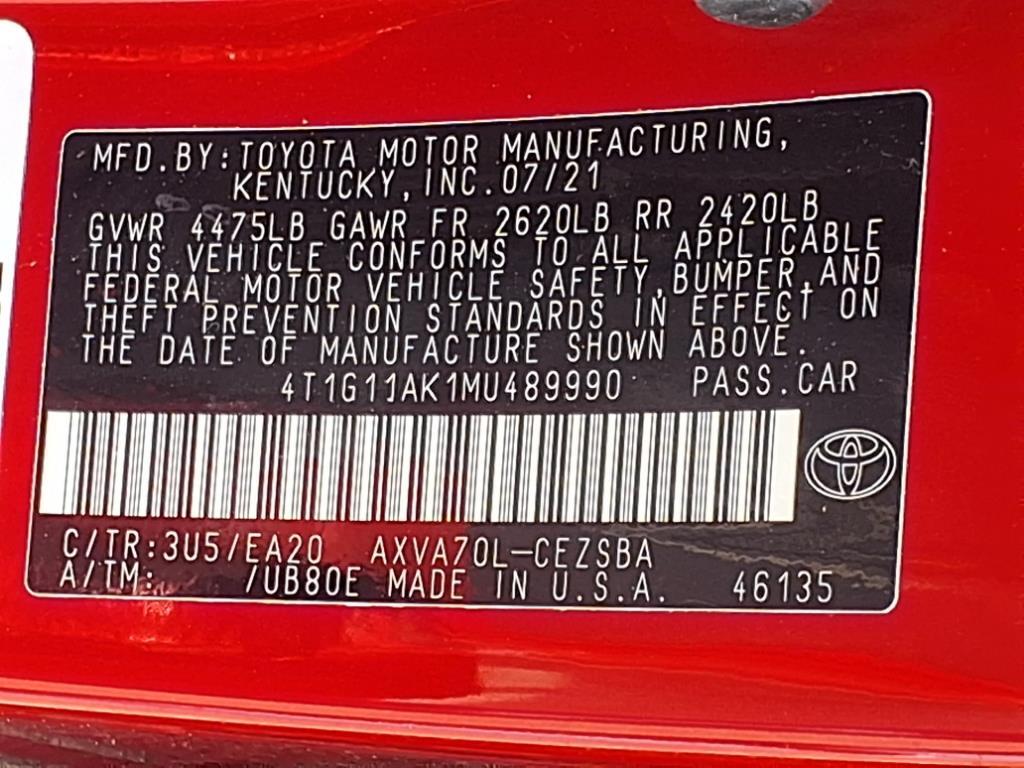 MFD.BY:TOYOTA MOTOR MANUFACTURING,
KENTUCKY, INC.07/21
GVWR 4475LB GAWR FR 2620LB RR 2420LB
THIS VEHICLE CONFORMS TO ALL APPLICABLE
FEDERAL MOTOR VEHICLE SAFETY,BUMPER,AND
THEFT PREVENTION STANDARDS IN EFFECT ON
THE DATE OF MANUFACTURE SHOWN ABOVE.
4T1G11AK1MU489990 PASS.CAR
C/TR:3U5/EA20 AXVA70L-CEZSBA
A/TM: /UB80E MADE IN U.S.A. 46135